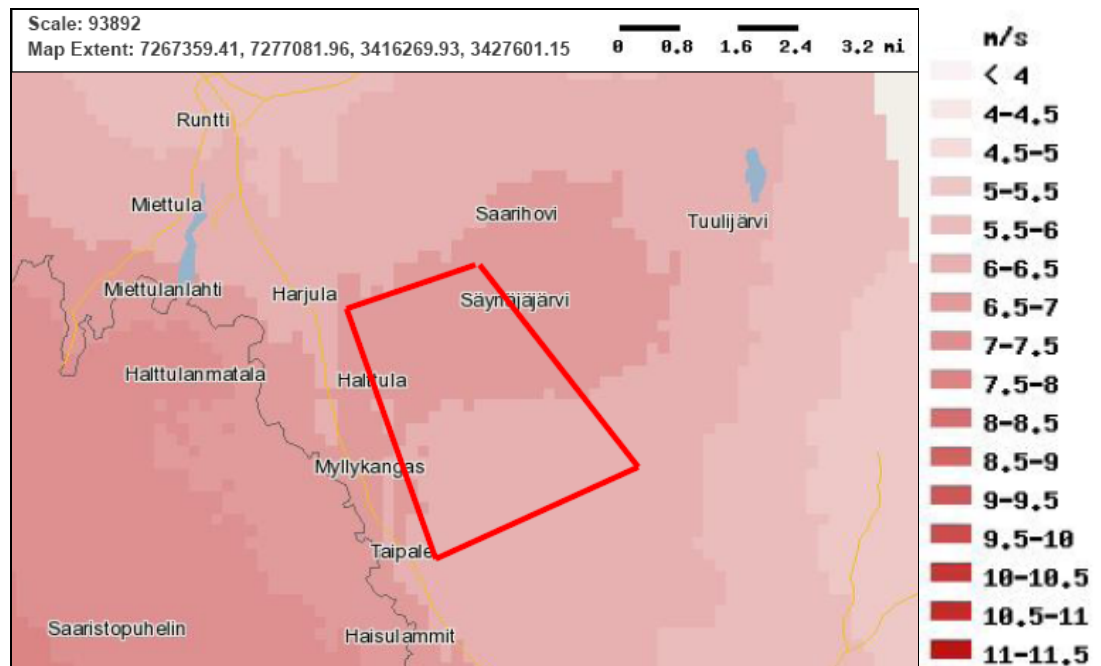 Scale: 93892
Map Extent: 7267359.41, 7277081.96, 3416269.93, 3427601.15
0 0.8 1.6 2.4 3.2 mi
Runtti
Miettula
Saarihovi
Tuulijärvi
Miettulanlahti
Harjula
Säynäjäjärvi
Halttulanmatala
Halttula
Myllykangas
Taipale
Saaristopuhelin
Haisulammit
m/s
< 4
4-4.5
4.5-5
5-5.5
5.5-6
6-6.5
6.5-7
7-7.5
7.5-8
8-8.5
8.5-9
9-9.5
9.5-10
10-10.5
10.5-11
11-11.5